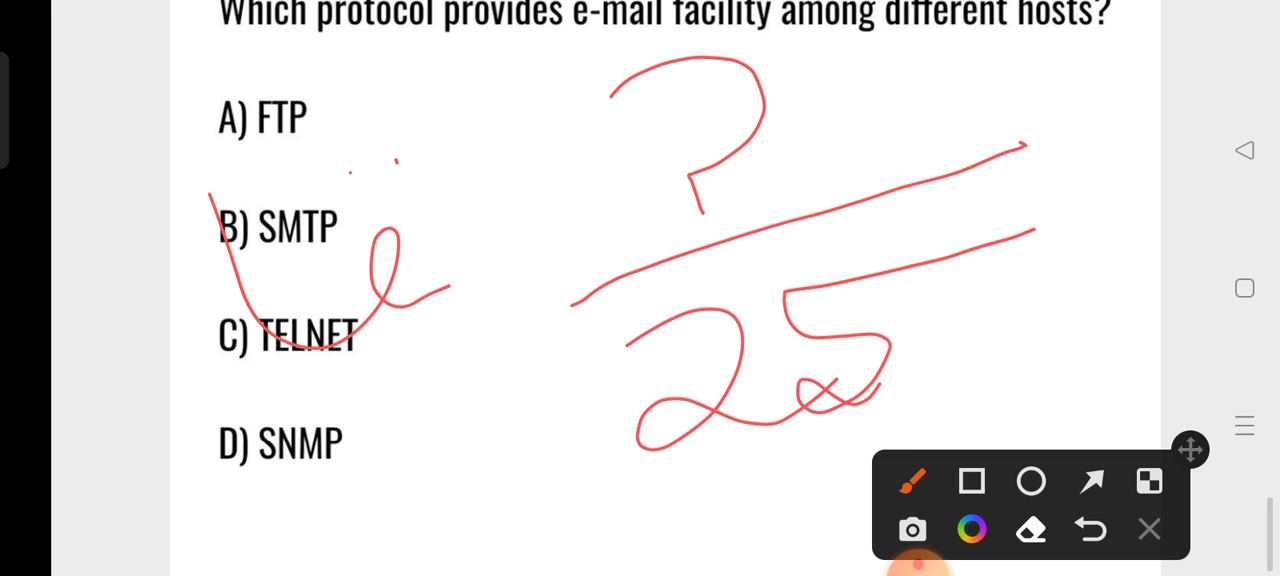 Which protocol provides e-mail facility among different hosts?
A) FTP
?
B) SMTP
C) TELNET
25
D) SNMP